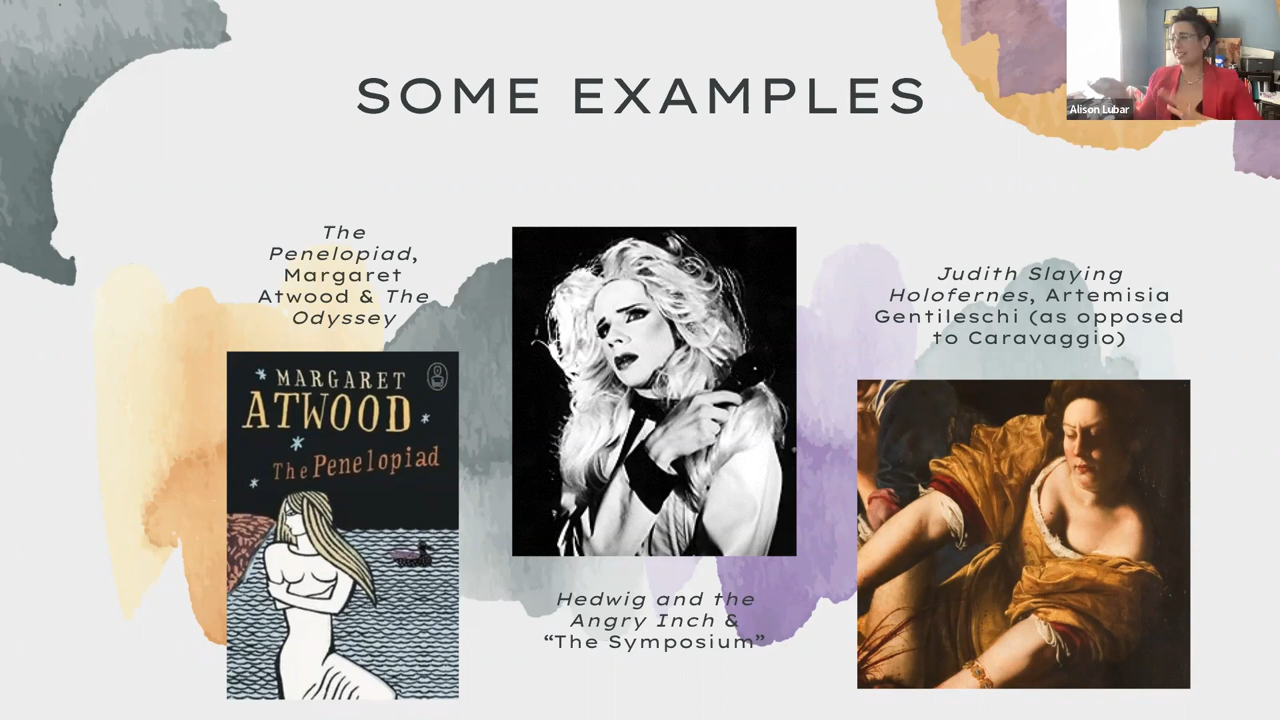 SOME EXAMPLES
Alison Lubar
The
Penelopiad,
Margaret
Atwood & The
Odyssey
MARGARET
ATWOOD
The Penelopiad
Hedwig and the
Angry Inch &
“The Symposium”
Judith Slaying
Holofernes, Artemisia
Gentileschi (as opposed
to Caravaggio)